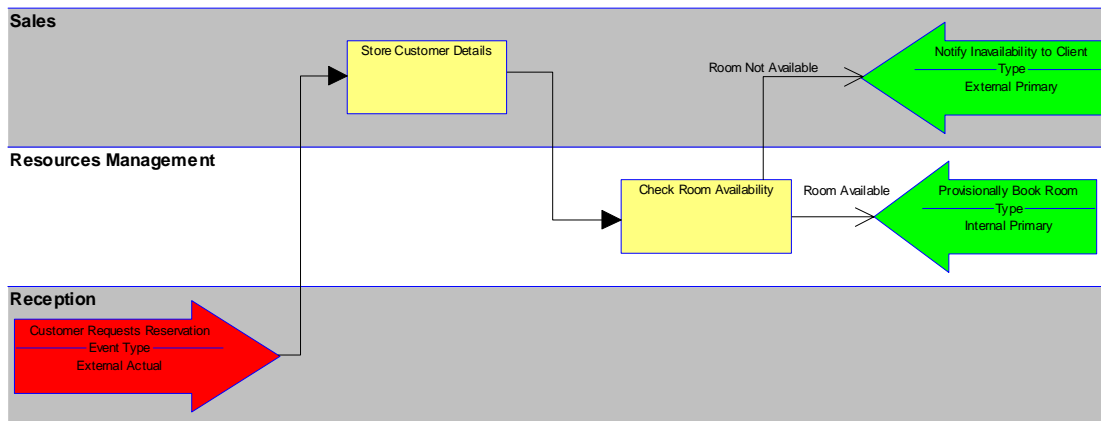 Sales
Store Customer Details
Room Not Available
Notify Inavailability to Client
Type
External Primary
Resources Management
Check Room Availability
Room Available
Provisionally Book Room
Type
Internal Primary
Reception
Customer Requests Reservation
Event Type
External Actual